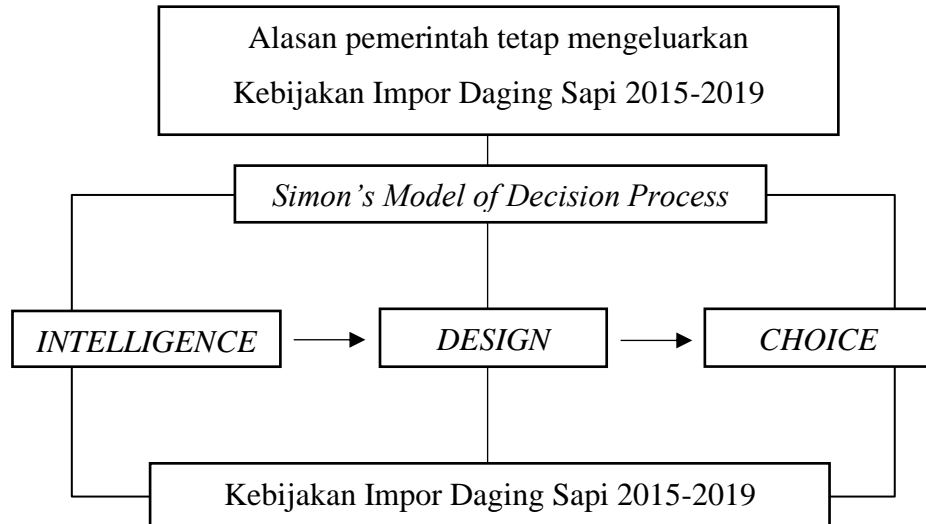 Alasan pemerintah tetap mengeluarkan
Kebijakan Impor Daging Sapi 2015-2019
Simon’s Model of Decision Process
INTELLIGENCE
DESIGN
CHOICE
Kebijakan Impor Daging Sapi 2015-2019